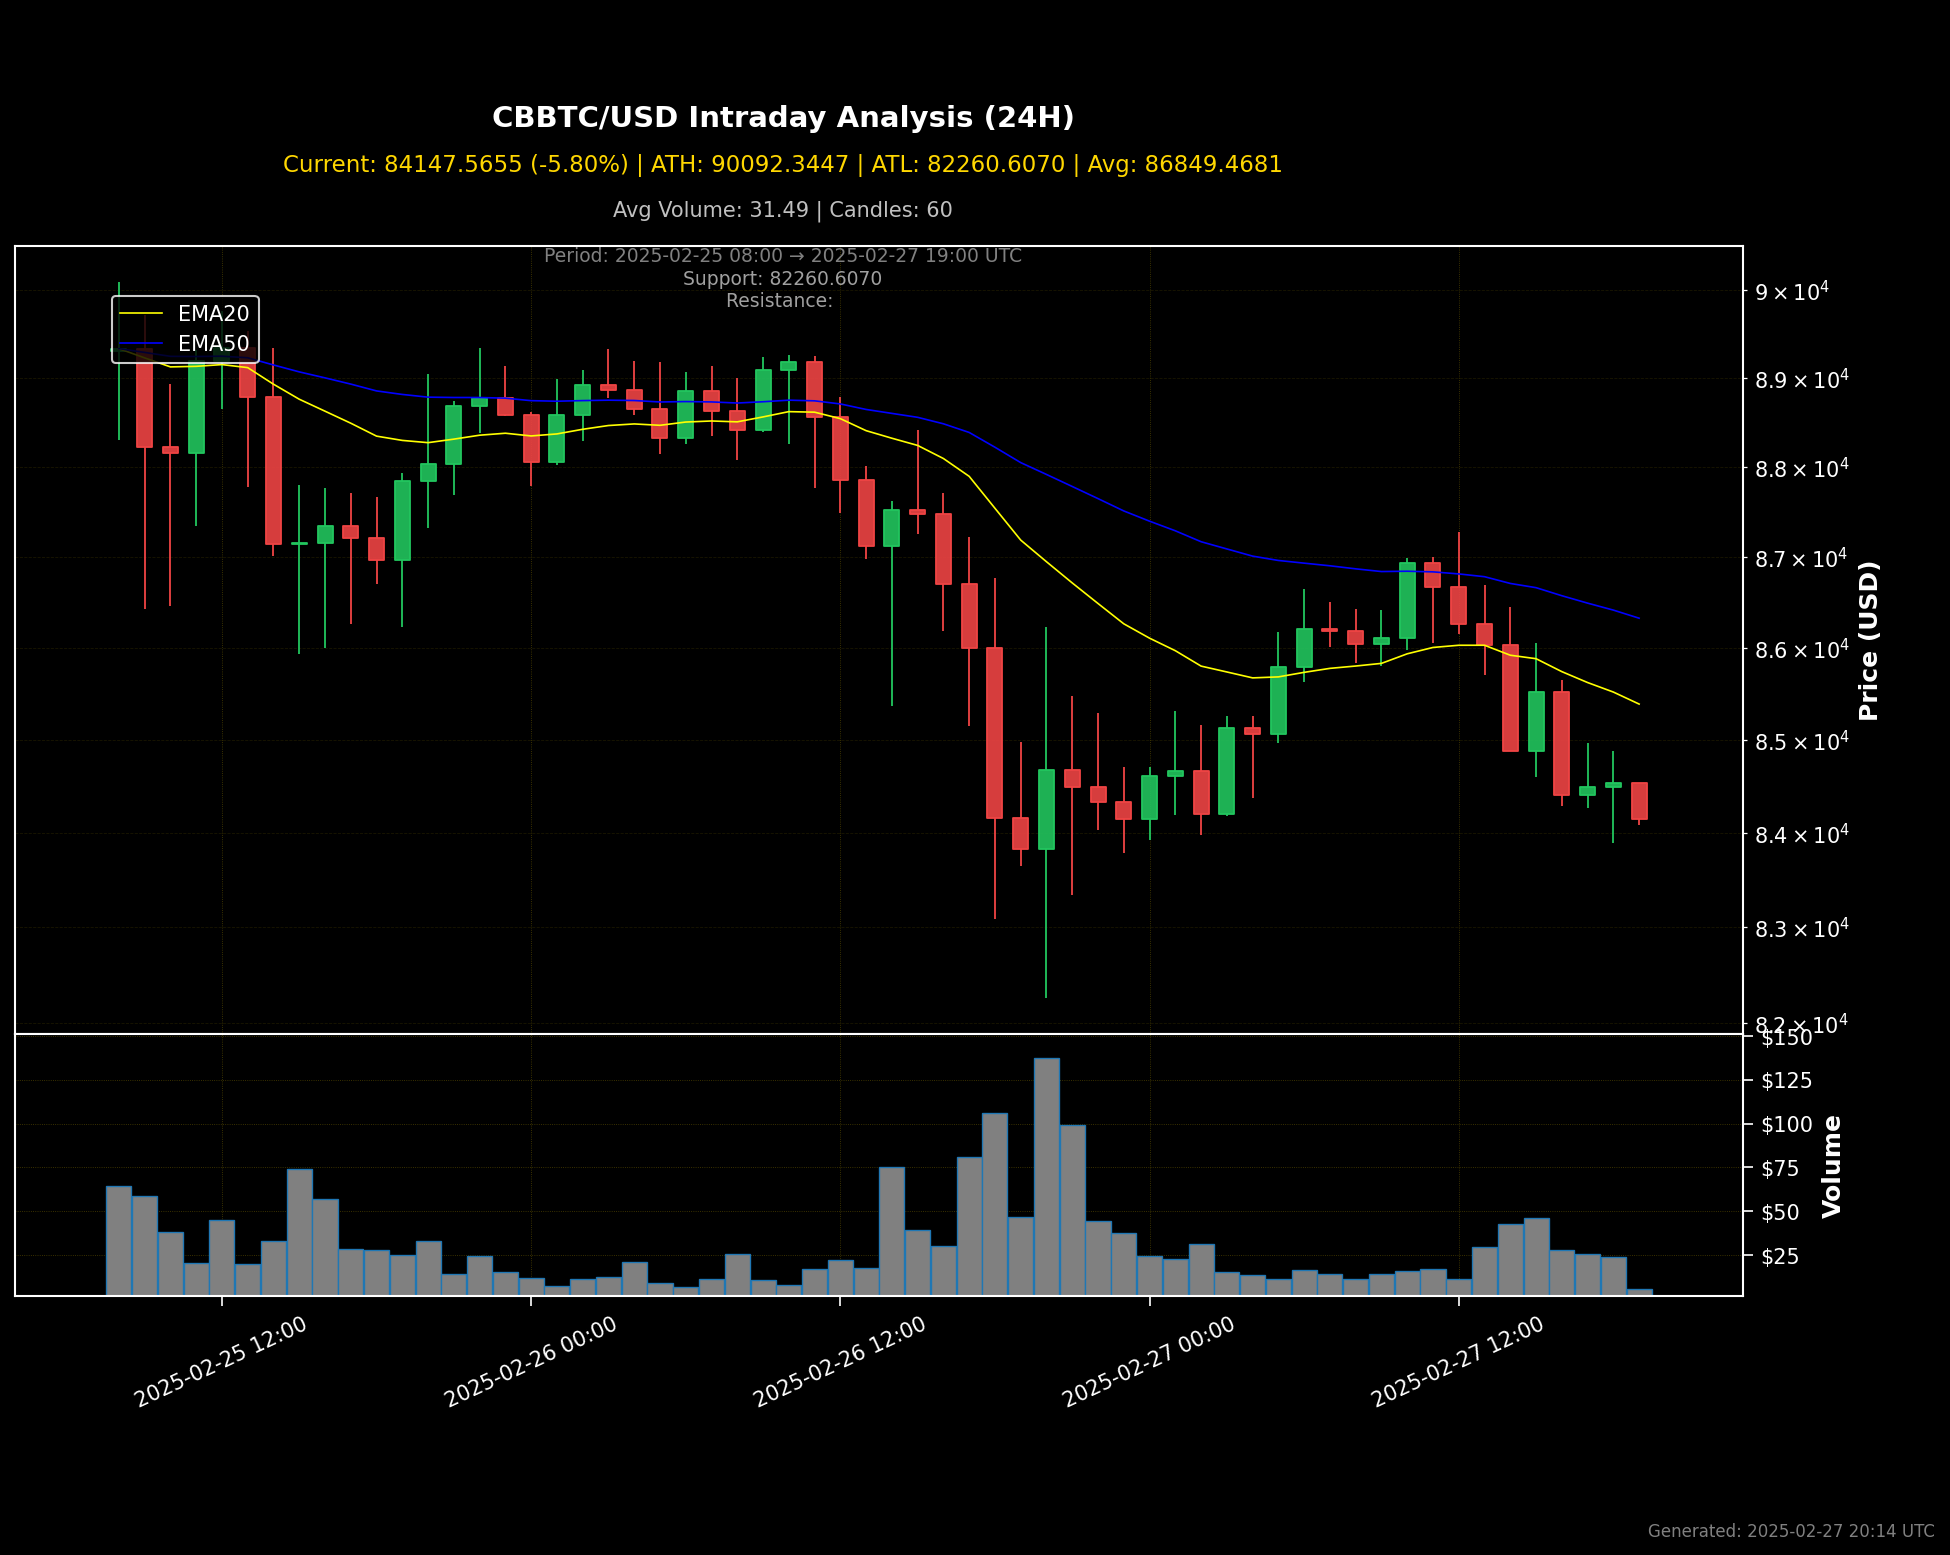 CBBTC/USD Intraday Analysis (24H)
Current: 84147.5655 (-5.80%) | ATH: 90092.3447 | ATL: 82260.6070 | Avg: 86849.4681
Avg Volume: 31.49 | Candles: 60
Period: 2025-02-25 08:00 → 2025-02-27 19:00 UTC
Support: 82260.6070
Resistance:
EMA20
EMA50
9×10⁴
8.9×10⁴
8.8×10⁴
8.7×10⁴
8.6×10⁴
8.5×10⁴
8.4×10⁴
8.3×10⁴
8.2×10⁴
Price (USD)
$150
$125
$100
$75
$50
$25
Volume
2025-02-25 12:00
2025-02-26 00:00
2025-02-26 12:00
2025-02-27 00:00
2025-02-27 12:00
Generated: 2025-02-27 20:14 UTC